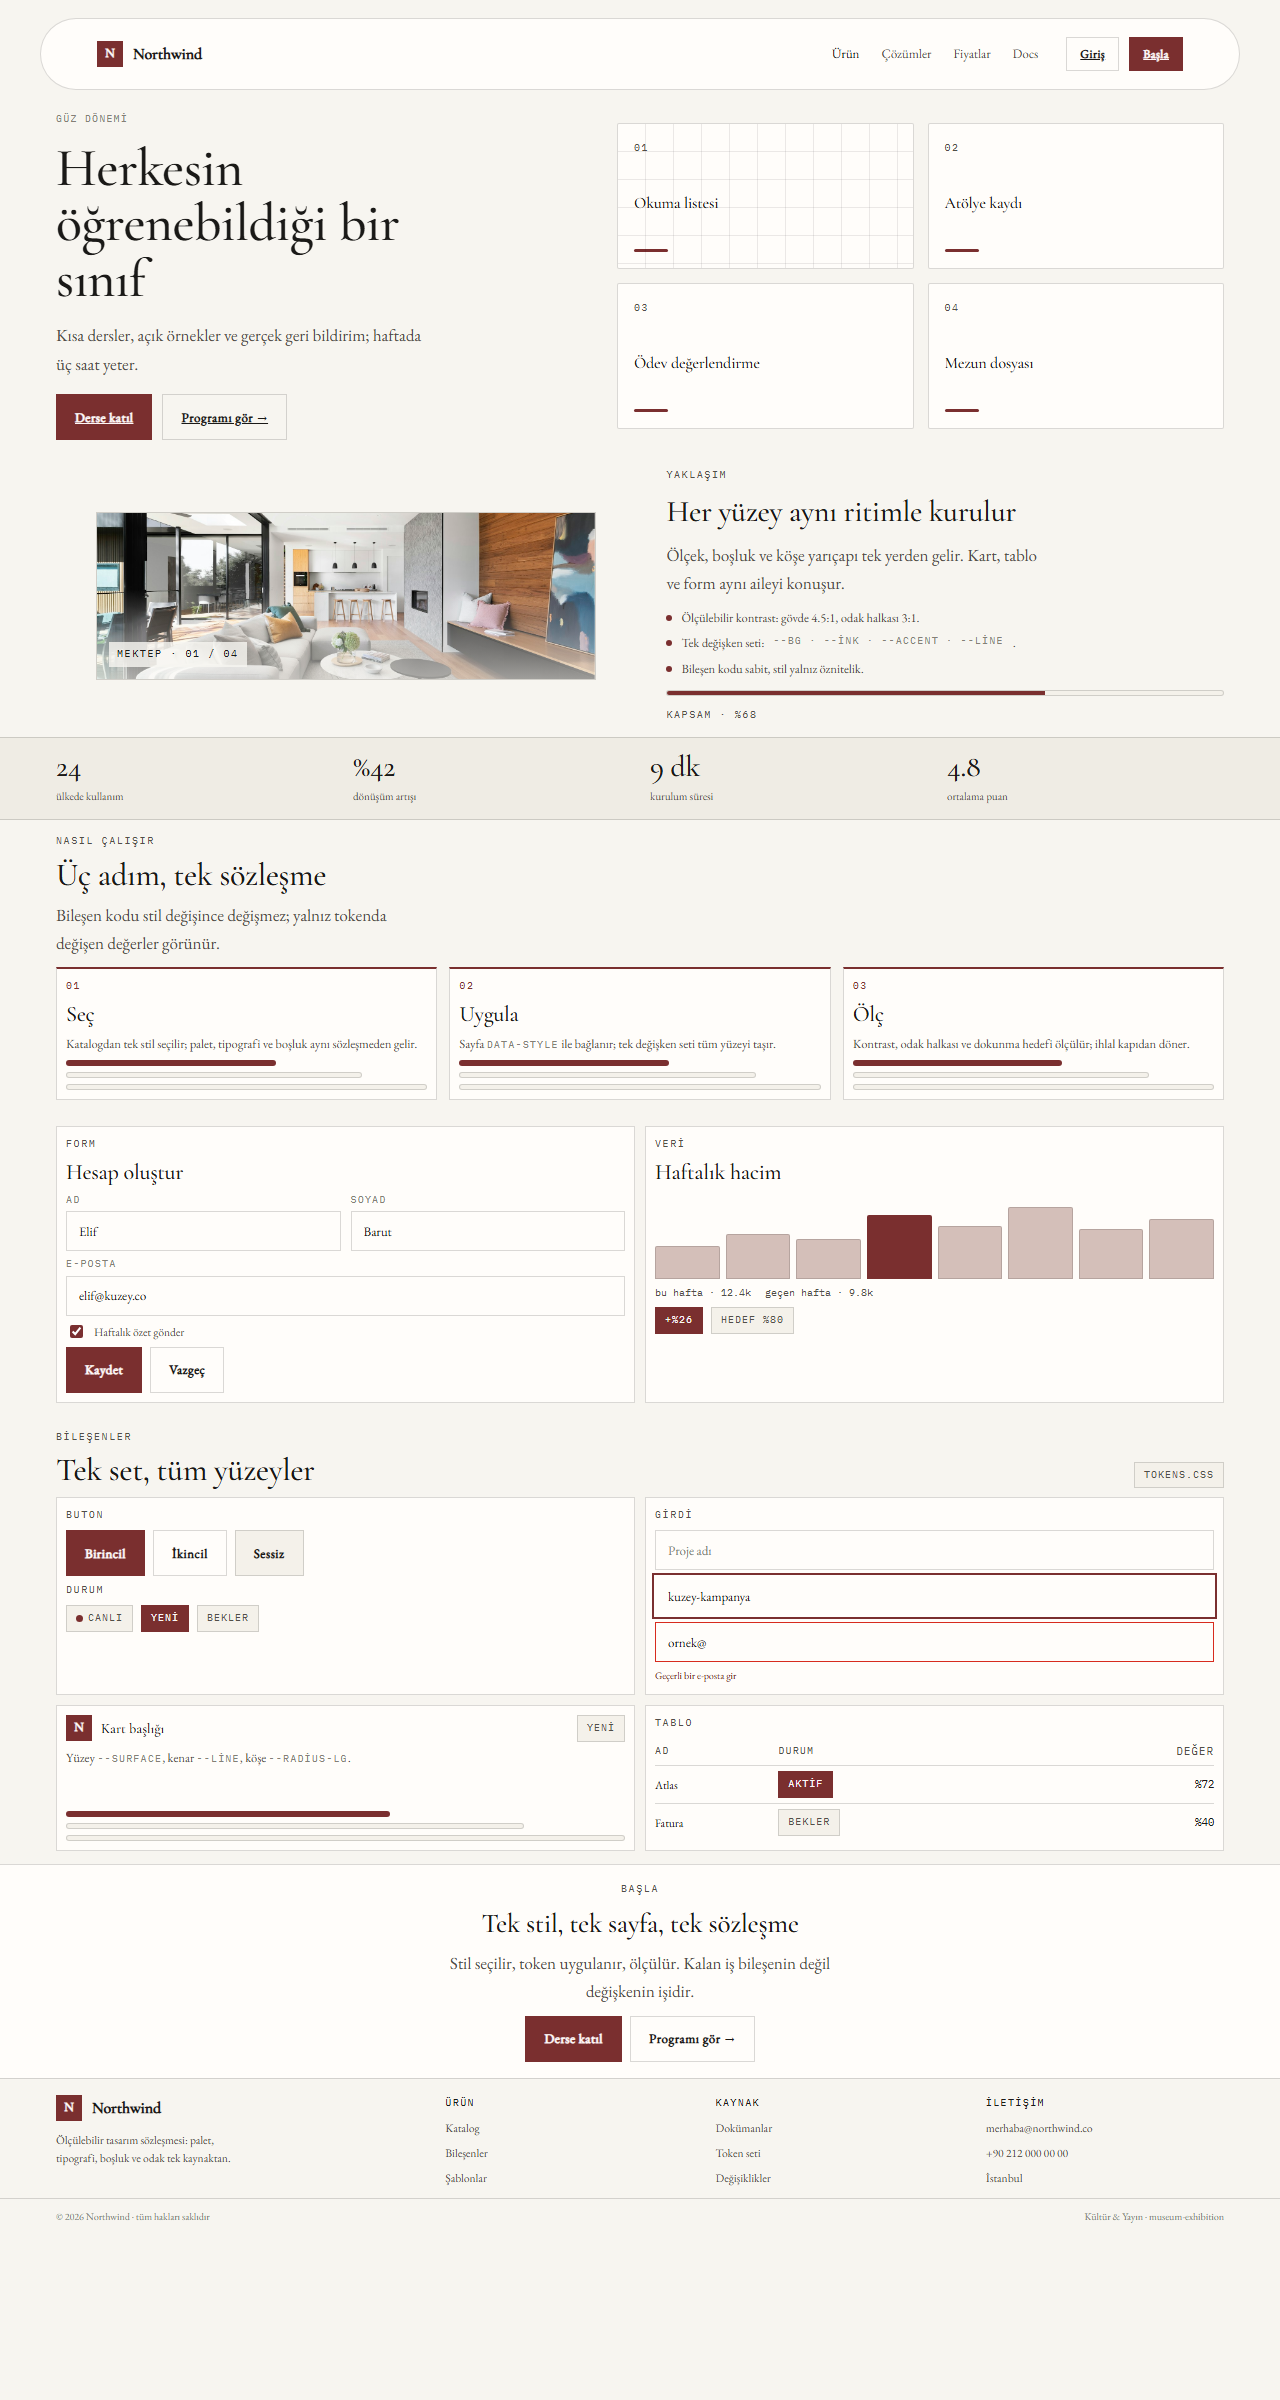 N Northwind
Ürün Çözümler Fiyatlar Docs Giriş Başla
GÜZ DÖNEMİ
Herkesin
öğrenebildiği bir
sınıf
Kısa dersler, açık örnekler ve gerçek geri bildirim; haftada
üç saat yeter.
Derse katıl Programı gör →
01
Okuma listesi
02
Atölye kaydı
03
Ödev değerlendirme
04
Mezun dosyası
MEKTEP · 01 / 04
YAKLAŞIM
Her yüzey aynı ritimle kurulur
Ölçek, boşluk ve köşe yarıçapı tek yerden gelir. Kart, tablo
ve form aynı aileyi konuşur.
Ölçülebilir kontrast: gövde 4.5:1, odak halkası 3:1.
Tek değişken seti: --BG · --İNK · --ACCENT · --LİNE .
Bileşen kodu sabit, stil yalnız öznitelik.
KAPSAM · %68
24
ülkede kullanım
%42
dönüşüm artışı
9 dk
kurulum süresi
4.8
ortalama puan
NASIL ÇALIŞIR
Üç adım, tek sözleşme
Bileşen kodu stil değişince değişmez; yalnız tokenda
değişen değerler görünür.
01
Seç
Katalogdan tek stil seçilir; palet, tipografi ve boşluk aynı sözleşmeden gelir.
02
Uygula
Sayfa DATA-STYLE ile bağlanır; tek değişken seti tüm yüzeyi taşır.
03
Ölç
Kontrast, odak halkası ve dokunma hedefi ölçülür; ihlal kapıdan döner.
FORM
Hesap oluştur
AD SOYAD
Elif Barut
E-POSTA
elif@kuzey.co
Haftalık özet gönder
Kaydet Vazgeç
VERİ
Haftalık hacim
bu hafta · 12.4k geçen hafta · 9.8k
+%26 HEDEF %80
BİLEŞENLER
Tek set, tüm yüzeyler
TOKENS.CSS
BUTON
Birincil İkincil Sessiz
DURUM
CANLI YENİ BEKLER
GİRDİ
Proje adı
kuzey-kampanya
ornek@
Geçerli bir e-posta gir
N Kart başlığı YENİ
Yüzey --SURFACE, kenar --LİNE, köşe --RADİUS-LG.
TABLO
AD DURUM DEĞER
Atlas AKTİF %72
Fatura BEKLER %40
BAŞLA
Tek stil, tek sayfa, tek sözleşme
Stil seçilir, token uygulanır, ölçülür. Kalan iş bileşenin değil
değişkenin işidir.
Derse katıl Programı gör →
N Northwind
Ölçülebilir tasarım sözleşmesi: palet,
tipografi, boşluk ve odak tek kaynaktan.
ÜRÜN
Katalog
Bileşenler
Şablonlar
KAYNAK
Dokümanlar
Token seti
Değişiklikler
İLETİŞİM
merhaba@northwind.co
+90 212 000 00 00
İstanbul
© 2026 Northwind · tüm hakları saklıdır
Kültür & Yayın · museum-exhibition